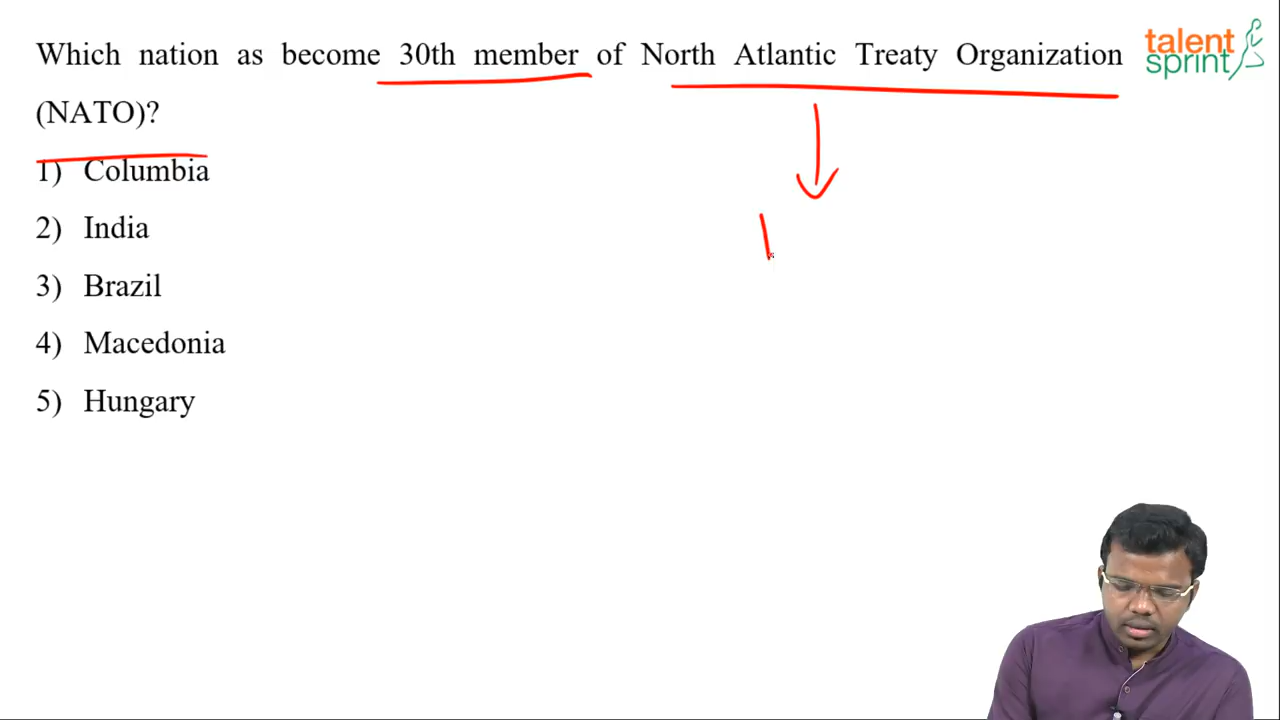 Which nation as become 30th member of North Atlantic Treaty Organization
(NATO)?
1) Columbia
2) India
3) Brazil
4) Macedonia
5) Hungary
talent
sprint